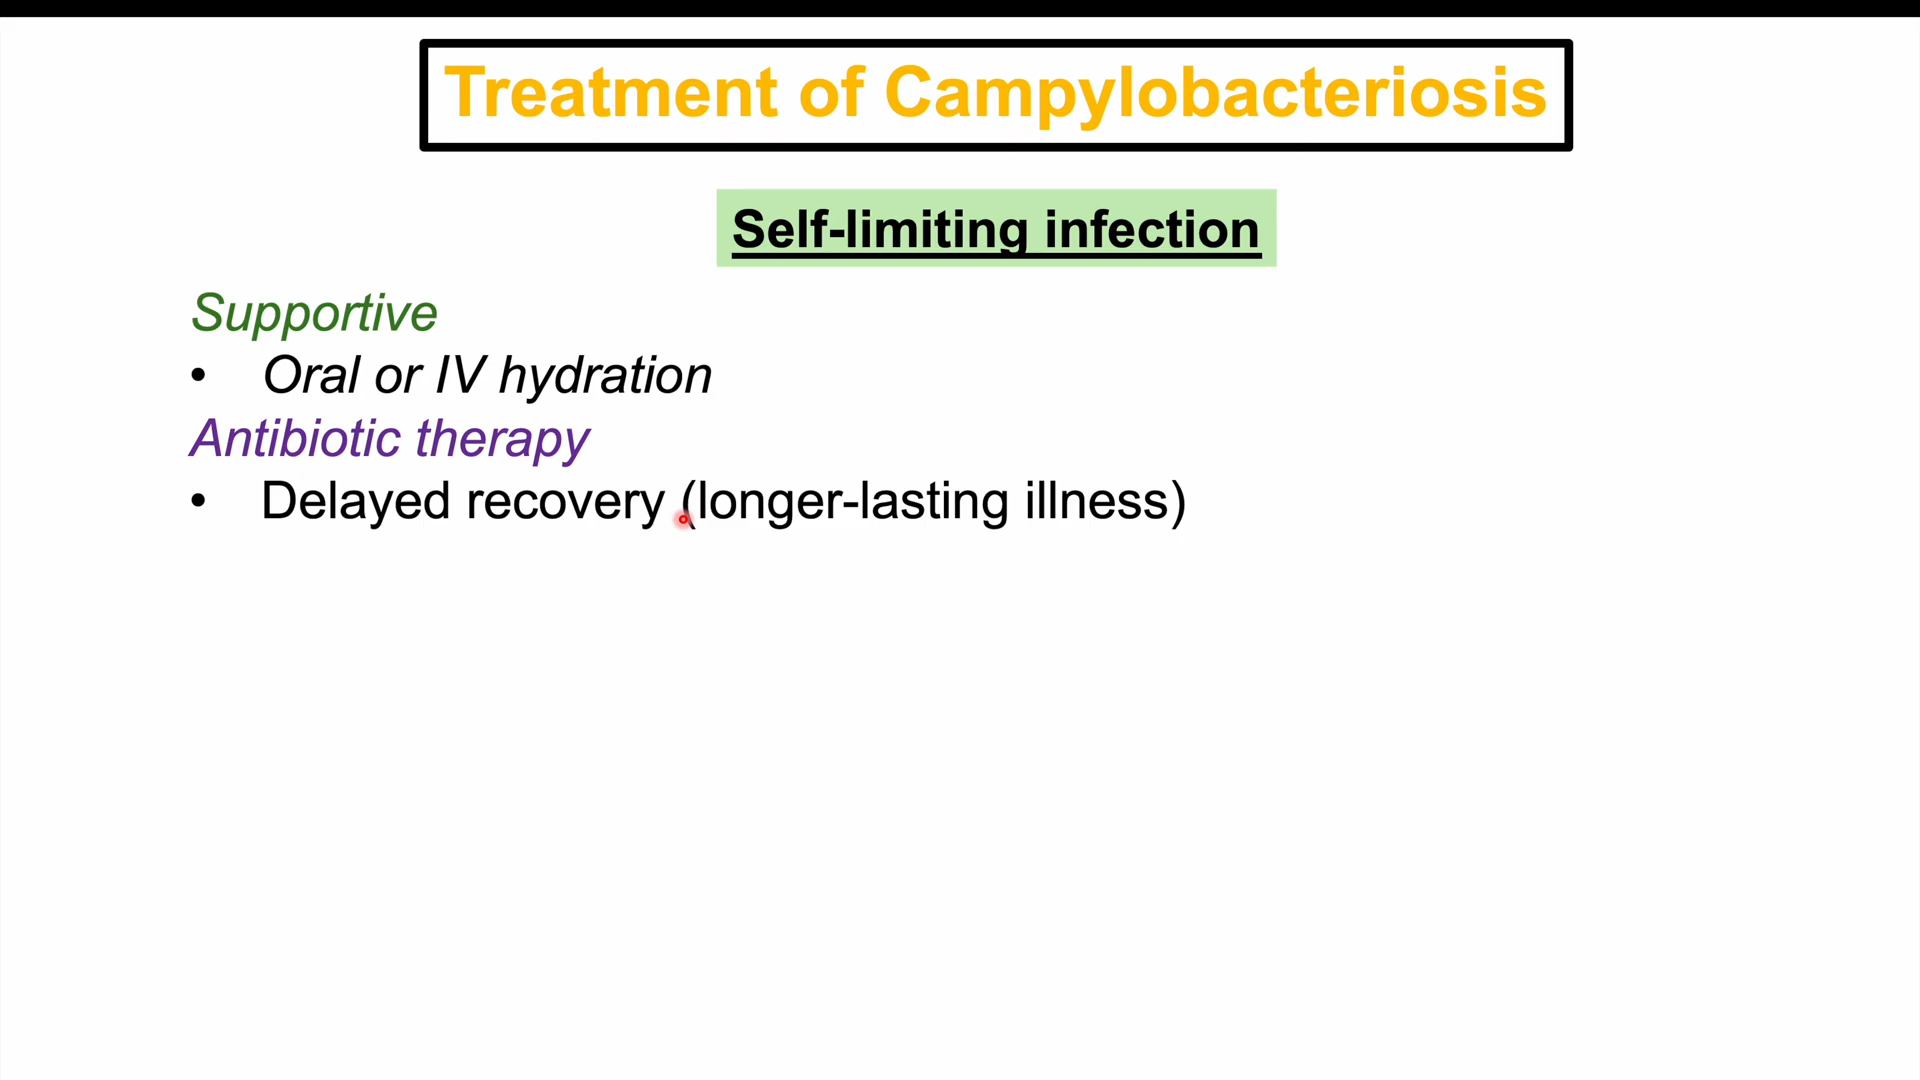 Treatment of Campylobacteriosis
Self-limiting infection
Supportive
• Oral or IV hydration
Antibiotic therapy
• Delayed recovery (longer-lasting illness)